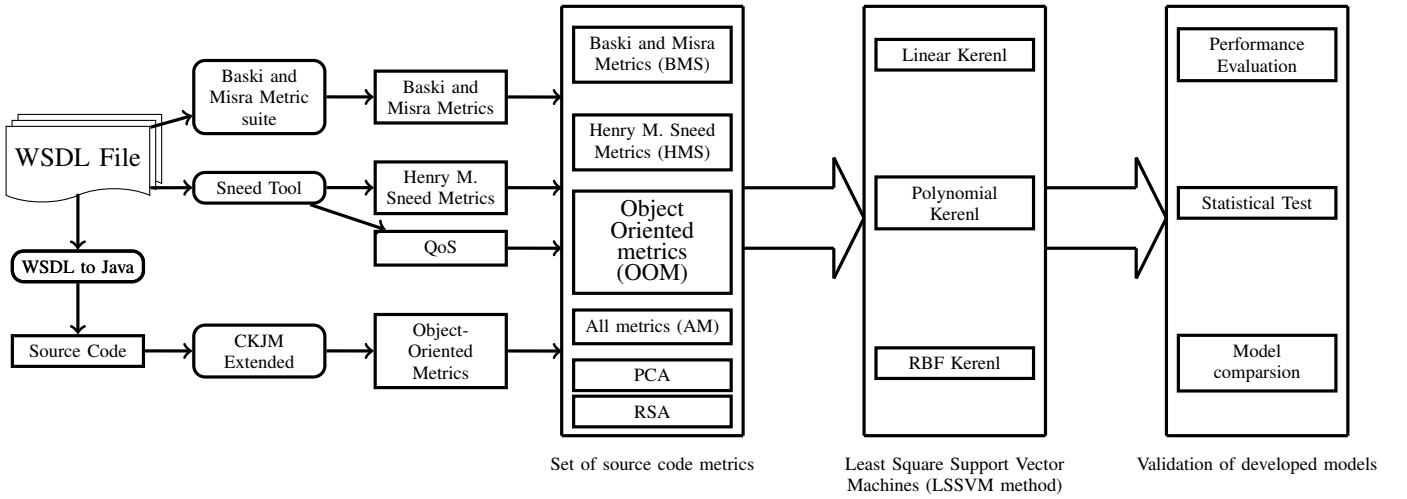 WSDL File
Baski and
Misra Metric
suite
Baski and
Misra Metrics
Sneed Tool
Henry M.
Sneed Metrics
QoS
WSDL to Java
Source Code
CKJM
Extended
Object-
Oriented
Metrics
Baski and Misra
Metrics (BMS)
Henry M. Sneed
Metrics (HMS)
Object
Oriented
metrics
(OOM)
All metrics (AM)
PCA
RSA
Set of source code metrics
Linear Kerenl
Polynomial
Kerenl
RBF Kerenl
Least Square Support Vector
Machines (LSSVM method)
Performance
Evaluation
Statistical Test
Model
comparsion
Validation of developed models